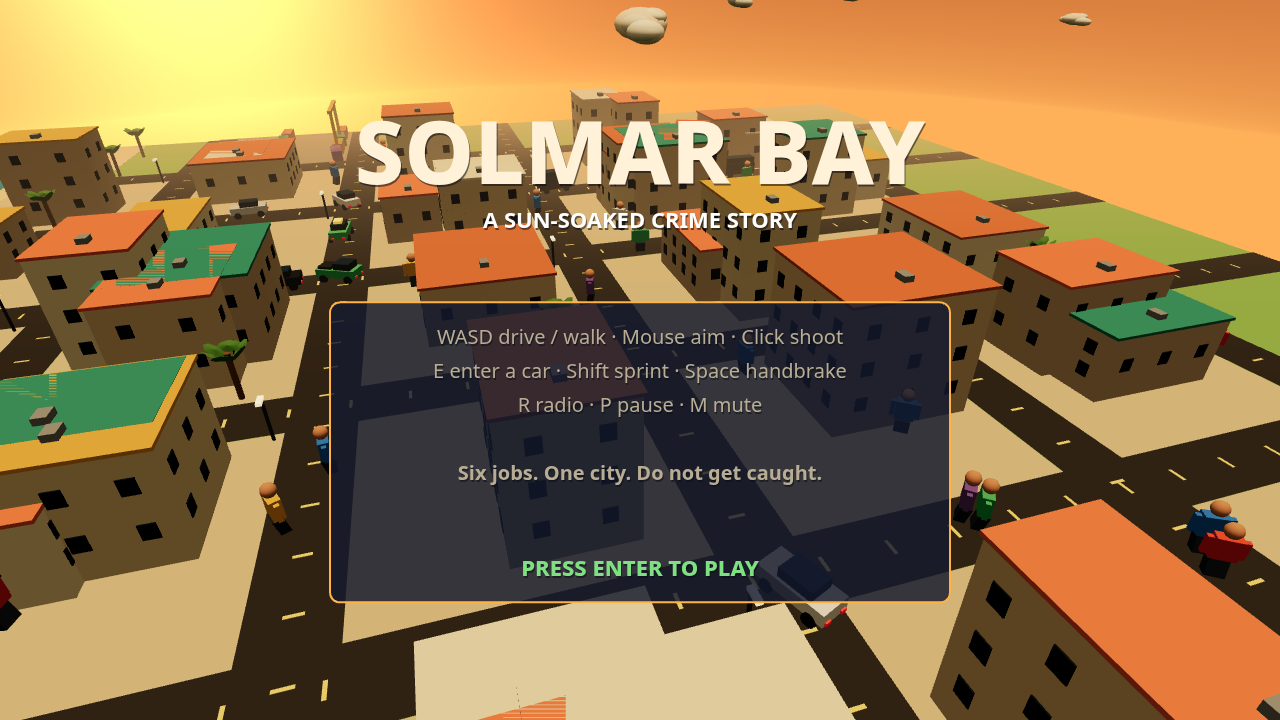 SOLMAR BAY
A SUN-SOAKED CRIME STORY
WASD drive / walk · Mouse aim · Click shoot
E enter a car · Shift sprint · Space handbrake
R radio · P pause · M mute
Six jobs. One city. Do not get caught.
PRESS ENTER TO PLAY